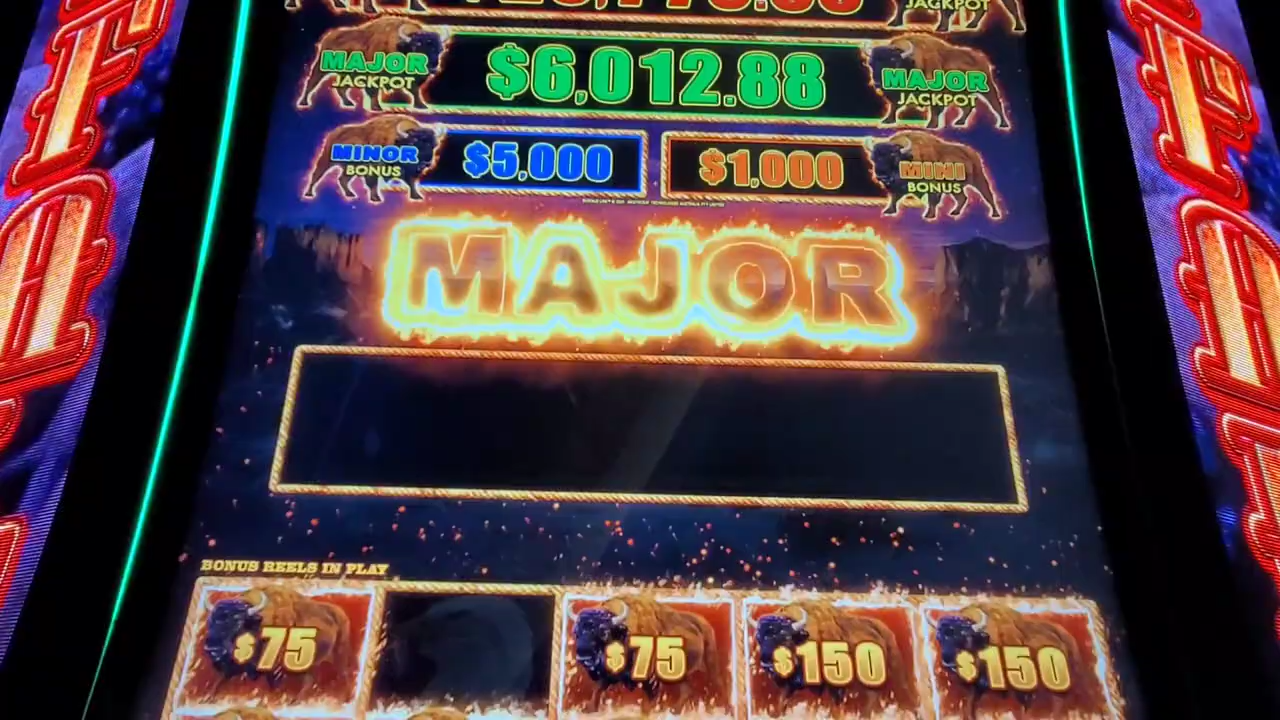 JACKPOT
MAJOR
JACKPOT
$6,012.88
MAJOR
JACKPOT
MINOR
BONUS
$5,000
$1,000
MINI
BONUS
MAJOR
BONUS REELS IN PLAY
$75
$75
$150
$150